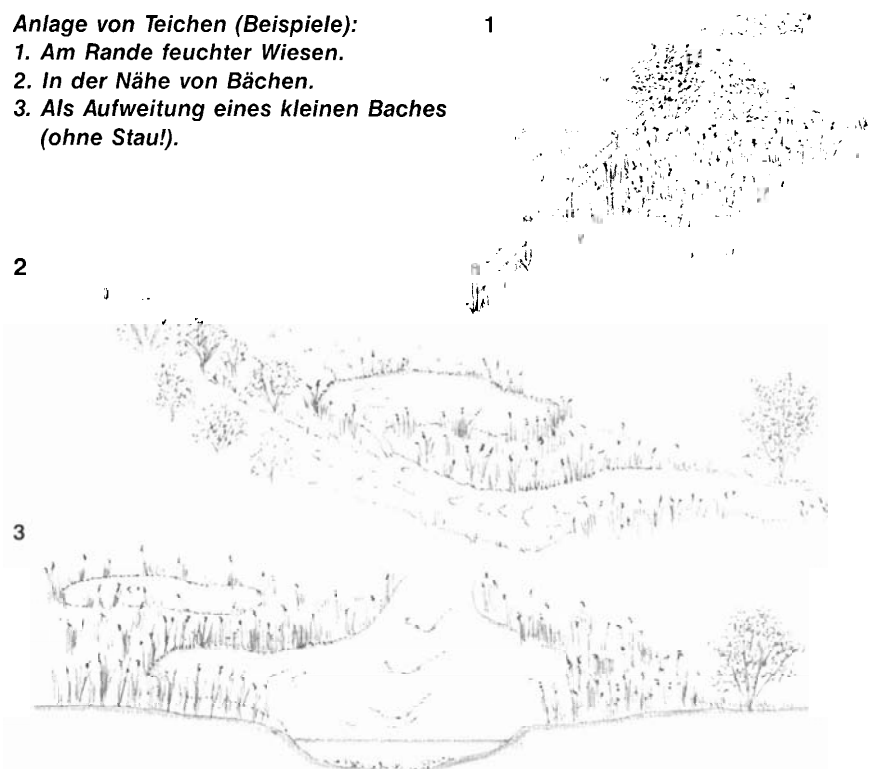 Anlage von Teichen (Beispiele):
1. Am Rande feuchter Wiesen.
2. In der Nähe von Bächen.
3. Als Aufweitung eines kleinen Baches
(ohne Stau!).
1
2
3